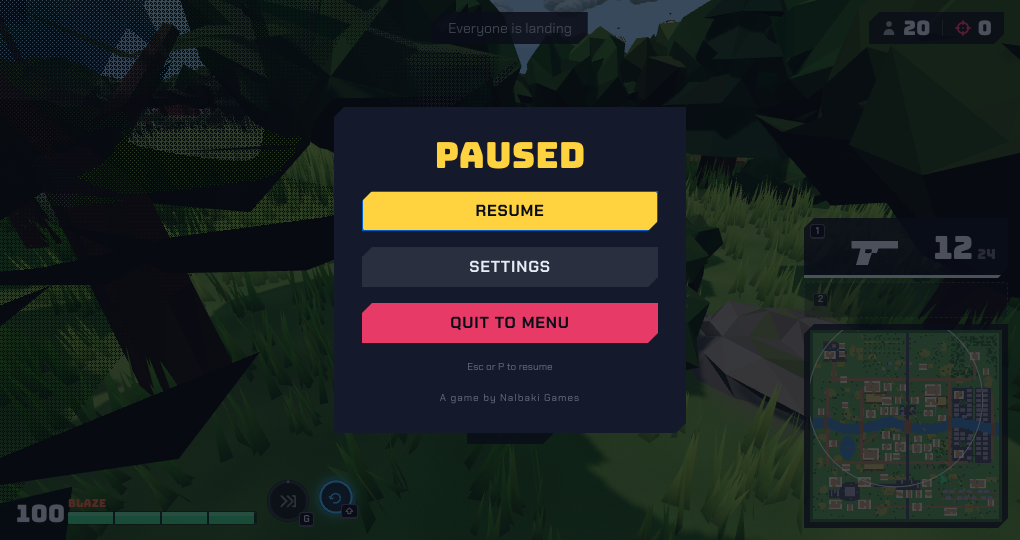 Everyone is landing
20 0
PAUSED
RESUME
SETTINGS
QUIT TO MENU
Esc or P to resume
A game by Nalbaki Games
1
12 24
2
BLAZE
100
G